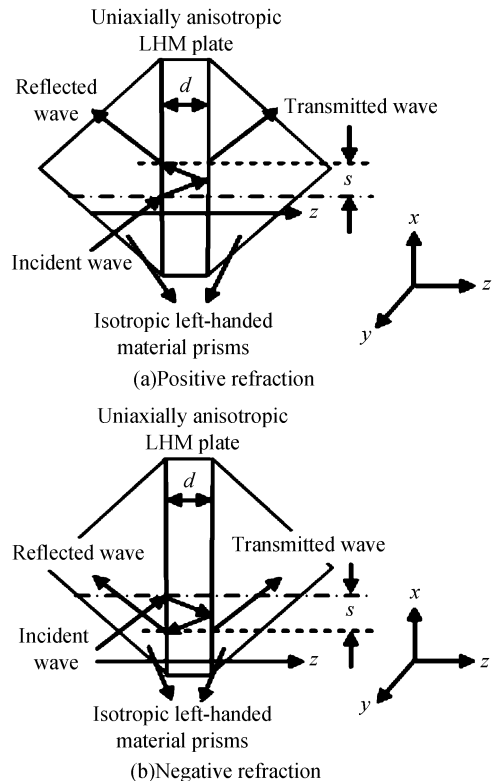 Uniaxially anisotropic
LHM plate
Reflected
wave
d
Transmitted wave
s
z
Incident wave
x
z
y
Isotropic left-handed
material prisms
(a)Positive refraction
Uniaxially anisotropic
LHM plate
d
Reflected wave
Transmitted wave
s
Incident
wave
z
x
z
y
Isotropic left-handed
material prisms
(b)Negative refraction